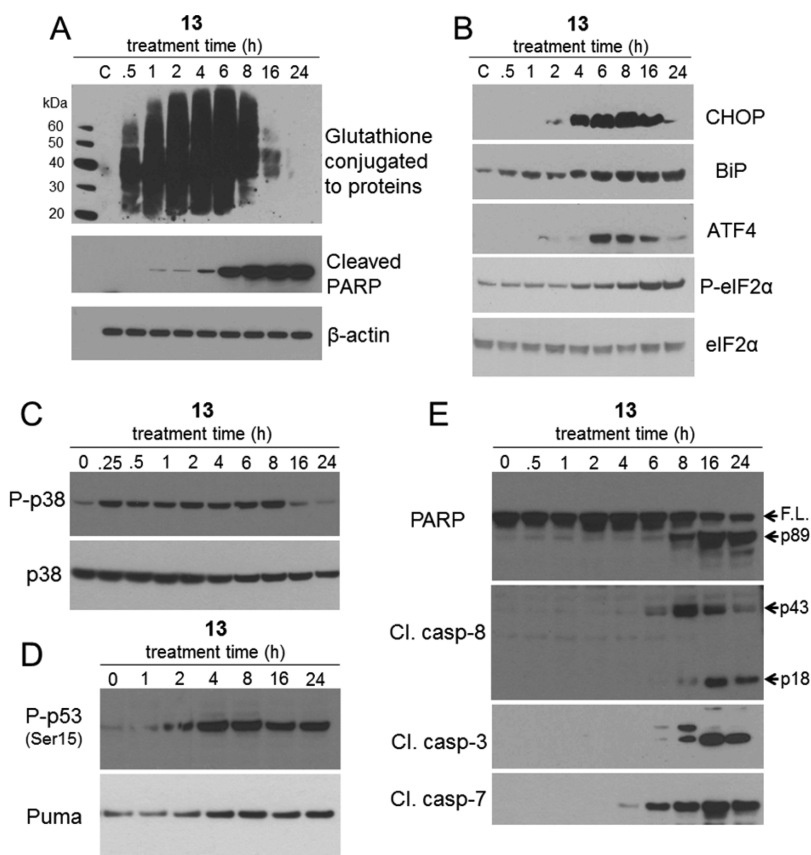 A
13
treatment time (h)
C .5 1 2 4 6 8 16 24
kDa
60
50
40
30
20
Glutathione
conjugated
to proteins
Cleaved
PARP
β-actin
B
13
treatment time (h)
C .5 1 2 4 6 8 16 24
CHOP
BiP
ATF4
P-eIF2α
eIF2α
C
13
treatment time (h)
0 .25 .5 1 2 4 6 8 16 24
P-p38
p38
D
13
treatment time (h)
0 1 2 4 8 16 24
P-p53
(Ser15)
Puma
E
13
treatment time (h)
0 .5 1 2 4 6 8 16 24
PARP
F.L.
p89
Cl. casp-8
p43
p18
Cl. casp-3
Cl. casp-7